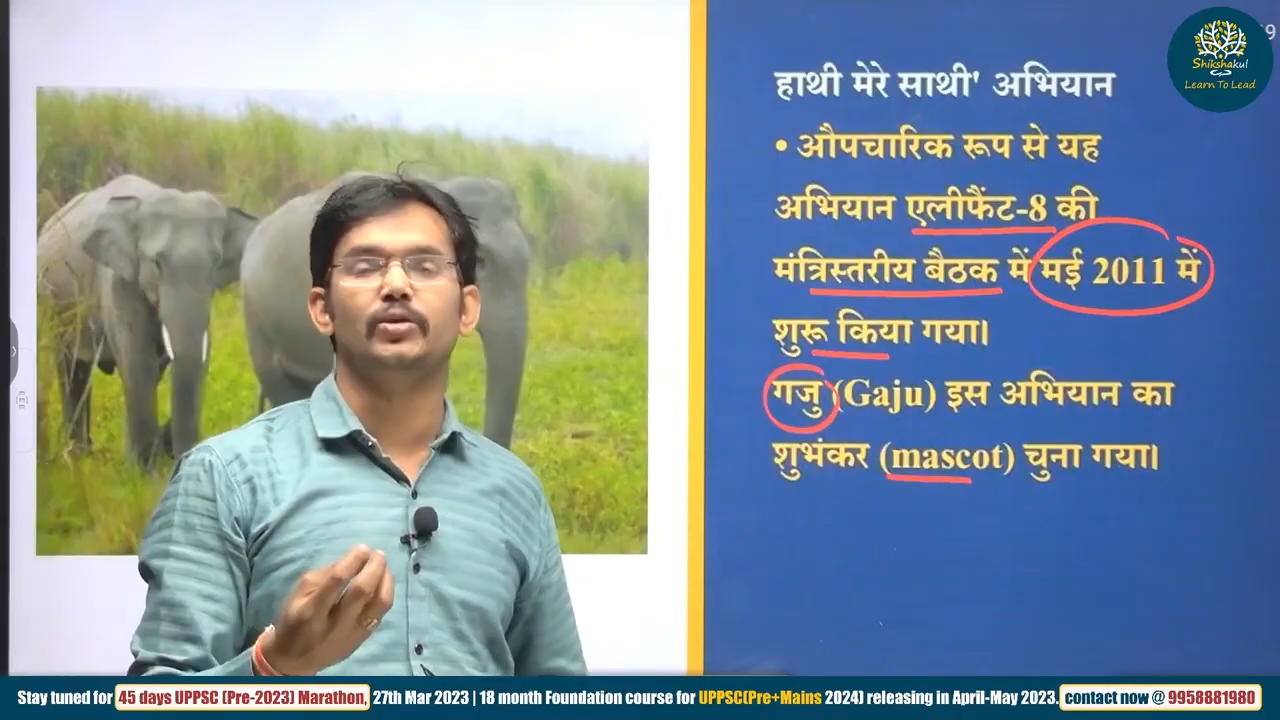 हाथी मेरे साथी' अभियान
• औपचारिक रूप से यह
अभियान एलीफैंट-8 की
मंत्रिस्तरीय बैठक में मई 2011 में
शुरू किया गया।
गजु (Gaju) इस अभियान का
शुभंकर (mascot) चुना गया।
Shikshakul
Learn To Lead
Stay tuned for 45 days UPPSC (Pre-2023) Marathon, 27th Mar 2023 | 18 month Foundation course for UPPSC(Pre+Mains 2024) releasing in April-May 2023. contact now @ 9958881980